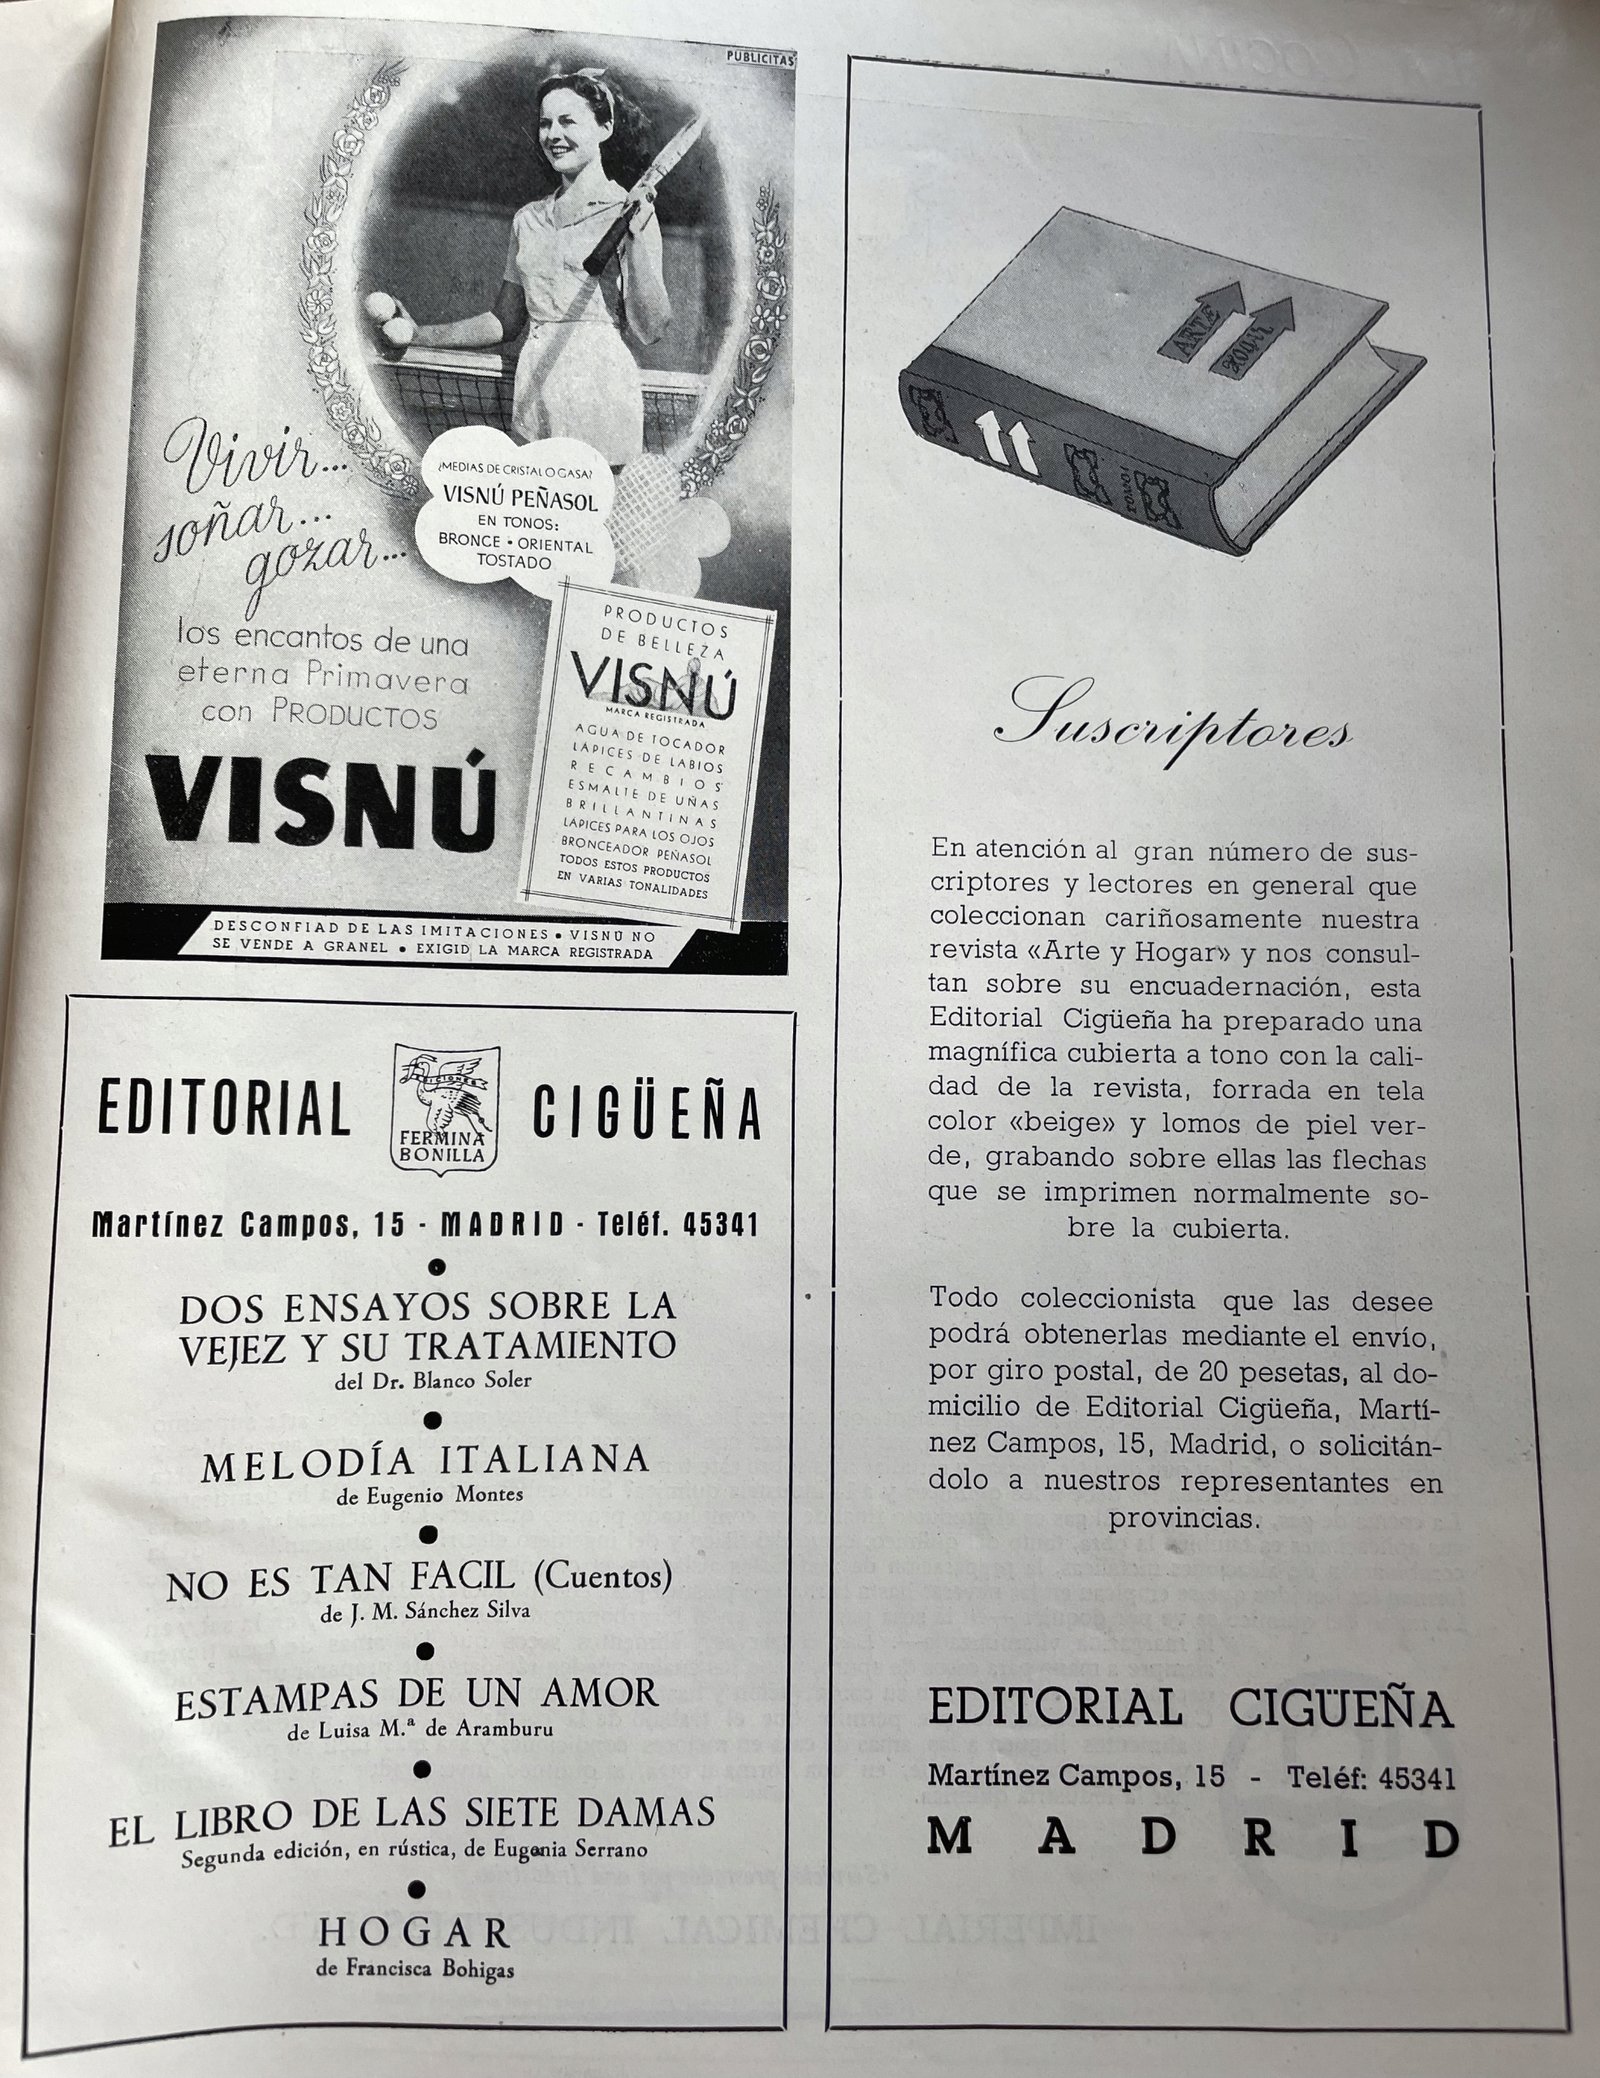 PUBLICITAS
Vivir...
soñar...
gozar...
los encantos de una
eterna Primavera
con PRODUCTOS
VISNÚ
¿MEDIAS DE CRISTAL O GASA?
VISNÚ PEÑASOL
EN TONOS:
BRONCE • ORIENTAL
TOSTADO
PRODUCTOS
DE BELLEZA
VISNÚ
MARCA REGISTRADA
AGUA DE TOCADOR
LAPICES DE LABIOS
RECAMBIOS
ESMALTE DE UÑAS
BRILLANTINAS
LAPICES PARA LOS OJOS
BRONCEADOR PEÑASOL
TODOS ESTOS PRODUCTOS
EN VARIAS TONALIDADES
DESCONFIAD DE LAS IMITACIONES • VISNU NO
SE VENDE A GRANEL • EXIGID LA MARCA REGISTRADA
EDITORIAL CIGÜEÑA
EDICIONES
FERMINA
BONILLA
Martínez Campos, 15 - MADRID - Teléf. 45341
DOS ENSAYOS SOBRE LA
VEJEZ Y SU TRATAMIENTO
del Dr. Blanco Soler
MELODÍA ITALIANA
de Eugenio Montes
NO ES TAN FACIL (Cuentos)
de J. M. Sánchez Silva
ESTAMPAS DE UN AMOR
de Luisa M.ª de Aramburu
EL LIBRO DE LAS SIETE DAMAS
Segunda edición, en rústica, de Eugenia Serrano
HOGAR
de Francisca Bohigas
ARTE
HOGAR
TOMO I
Suscriptores
En atención al gran número de sus-
criptores y lectores en general que
coleccionan cariñosamente nuestra
revista «Arte y Hogar» y nos consul-
tan sobre su encuadernación, esta
Editorial Cigüeña ha preparado una
magnífica cubierta a tono con la cali-
dad de la revista, forrada en tela
color «beige» y lomos de piel ver-
de, grabando sobre ellas las flechas
que se imprimen normalmente so-
bre la cubierta.
Todo coleccionista que las desee
podrá obtenerlas mediante el envío,
por giro postal, de 20 pesetas, al do-
micilio de Editorial Cigüeña, Martí-
nez Campos, 15, Madrid, o solicitán-
dolo a nuestros representantes en
provincias.
EDITORIAL CIGÜEÑA
Martínez Campos, 15 - Teléf: 45341
MADRID